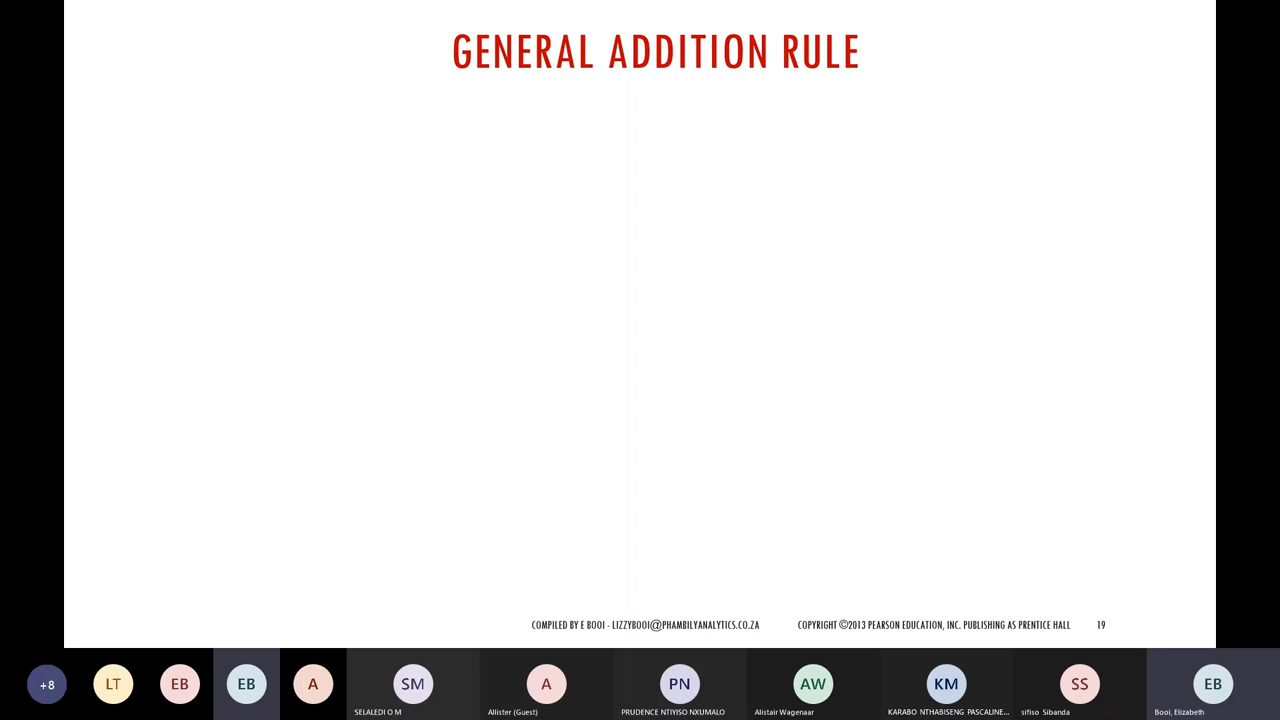 GENERAL ADDITION RULE
COMPILED BY E BOOI - LIZZYBOOI@PHAMBILYANALYTICS.CO.ZA
COPYRIGHT ©2013 PEARSON EDUCATION, INC. PUBLISHING AS PRENTICE HALL
19
+8
LT
EB
EB
A
SM
A
PN
AW
KM
SS
EB
SELALEDI O M
Allister (Guest)
PRUDENCE NTIYISO NXUMALO
Alistair Wagenaar
KARABO NTHABISENG PASCALINE...
sifiso Sibanda
Booi, Elizabeth